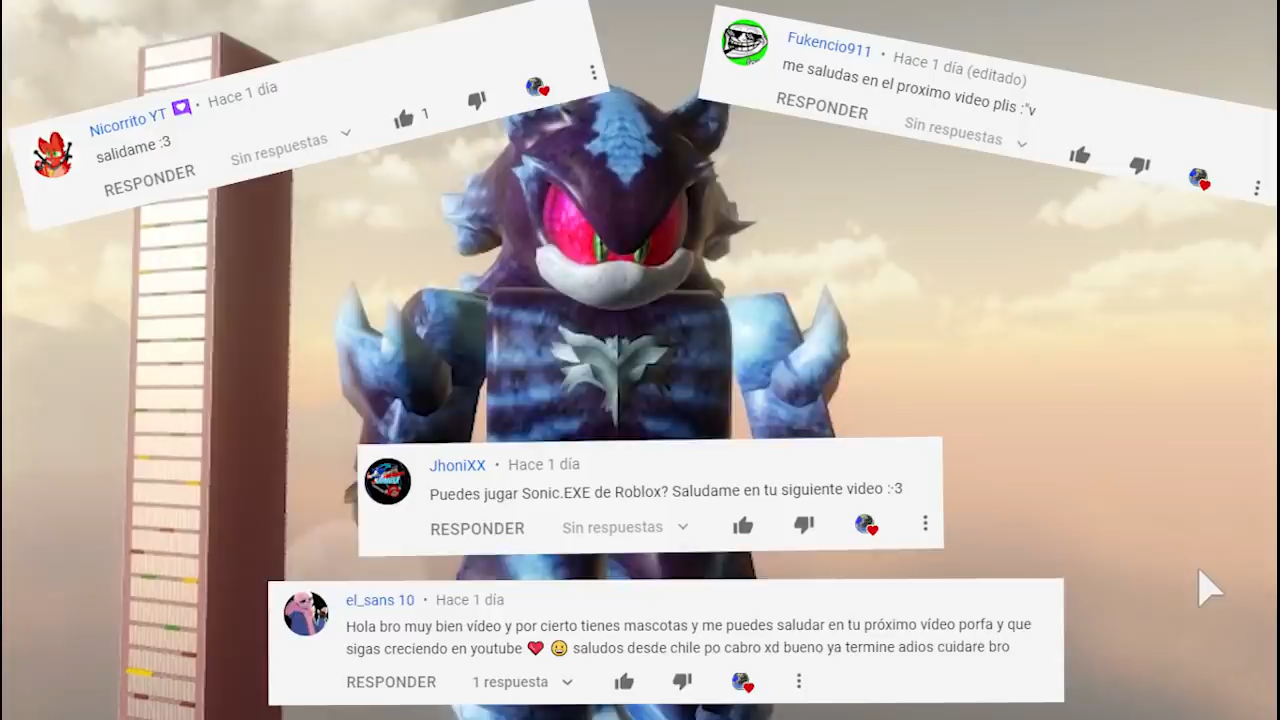 Nicorrito YT • Hace 1 día
salidame :3
RESPONDER Sin respuestas 1
Fukencio911 • Hace 1 día (editado)
me saludas en el proximo video plis :"v
RESPONDER Sin respuestas
JhoniXX • Hace 1 día
Puedes jugar Sonic.EXE de Roblox? Saludame en tu siguiente video :-3
RESPONDER Sin respuestas
el_sans 10 • Hace 1 día
Hola bro muy bien vídeo y por cierto tienes mascotas y me puedes saludar en tu próximo vídeo porfa y que
sigas creciendo en youtube ❤️ 😀 saludos desde chile po cabro xd bueno ya termine adios cuidare bro
RESPONDER 1 respuesta